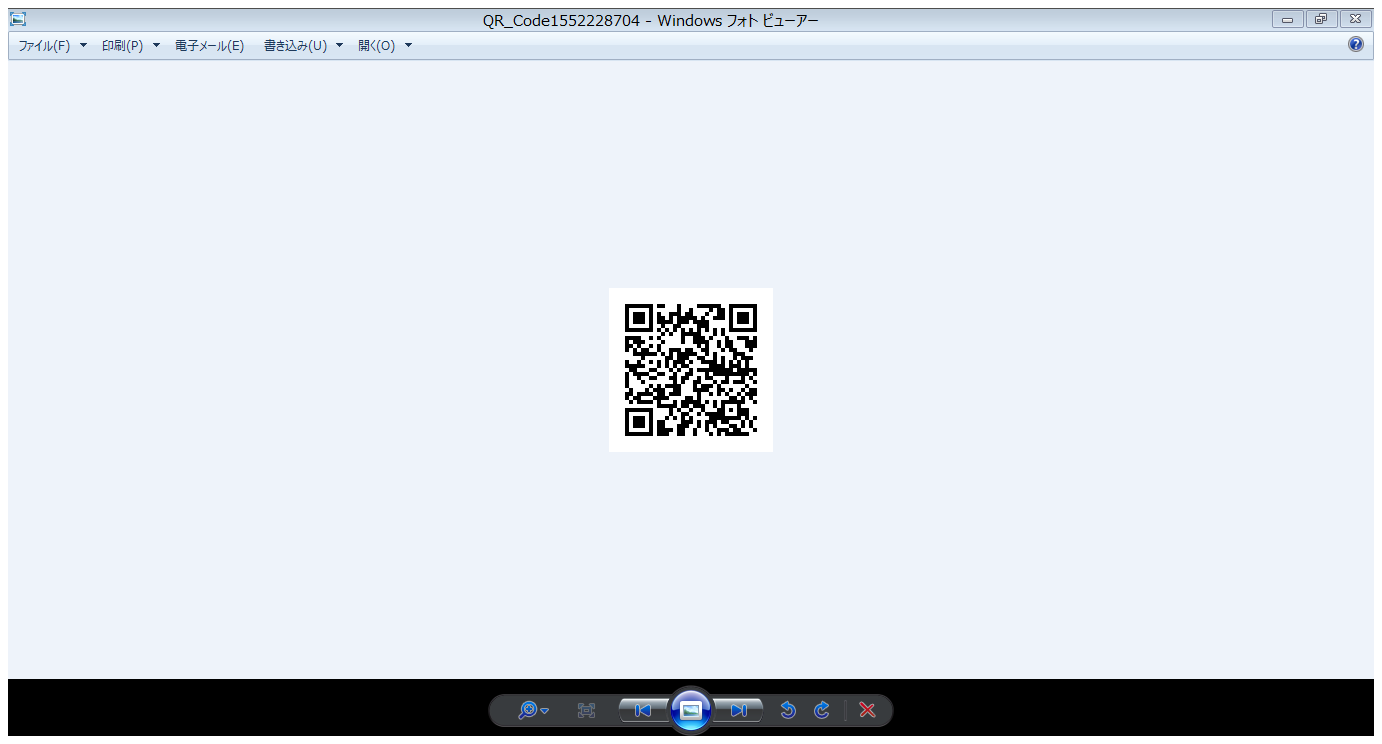 QR_Code1552228704 - Windows フォト ビューアー
ファイル(F) 印刷(P) 電子メール(E) 書き込み(U) 開く(O)